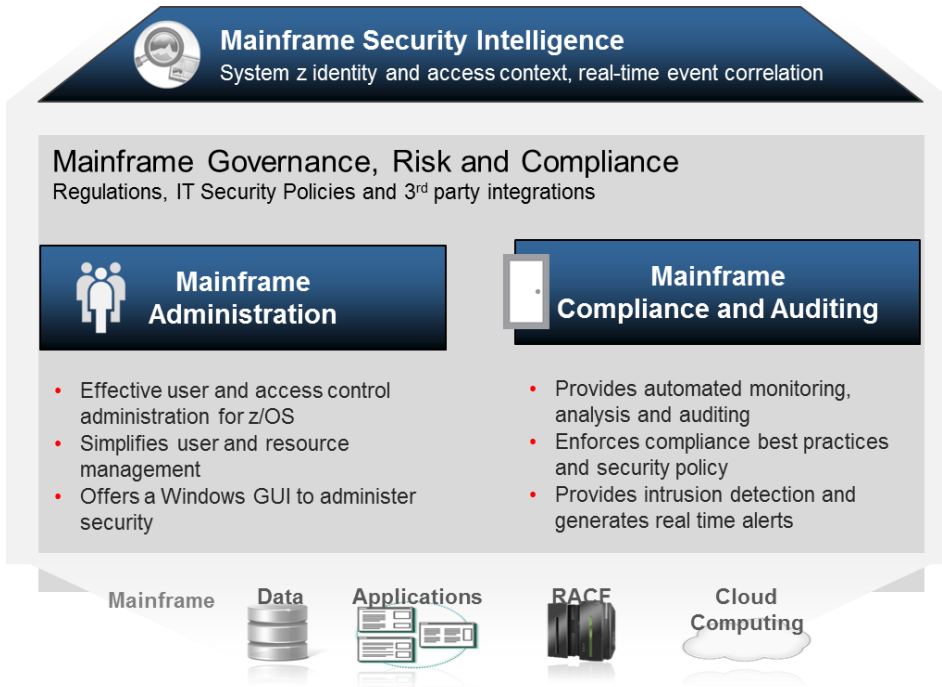 Mainframe Security Intelligence
System z identity and access context, real-time event correlation
Mainframe Governance, Risk and Compliance
Regulations, IT Security Policies and 3rd party integrations
Mainframe
Administration
• Effective user and access control
administration for z/OS
• Simplifies user and resource
management
• Offers a Windows GUI to administer
security
Mainframe
Compliance and Auditing
• Provides automated monitoring,
analysis and auditing
• Enforces compliance best practices
and security policy
• Provides intrusion detection and
generates real time alerts
Mainframe
Data
Applications
RACF
Cloud
Computing